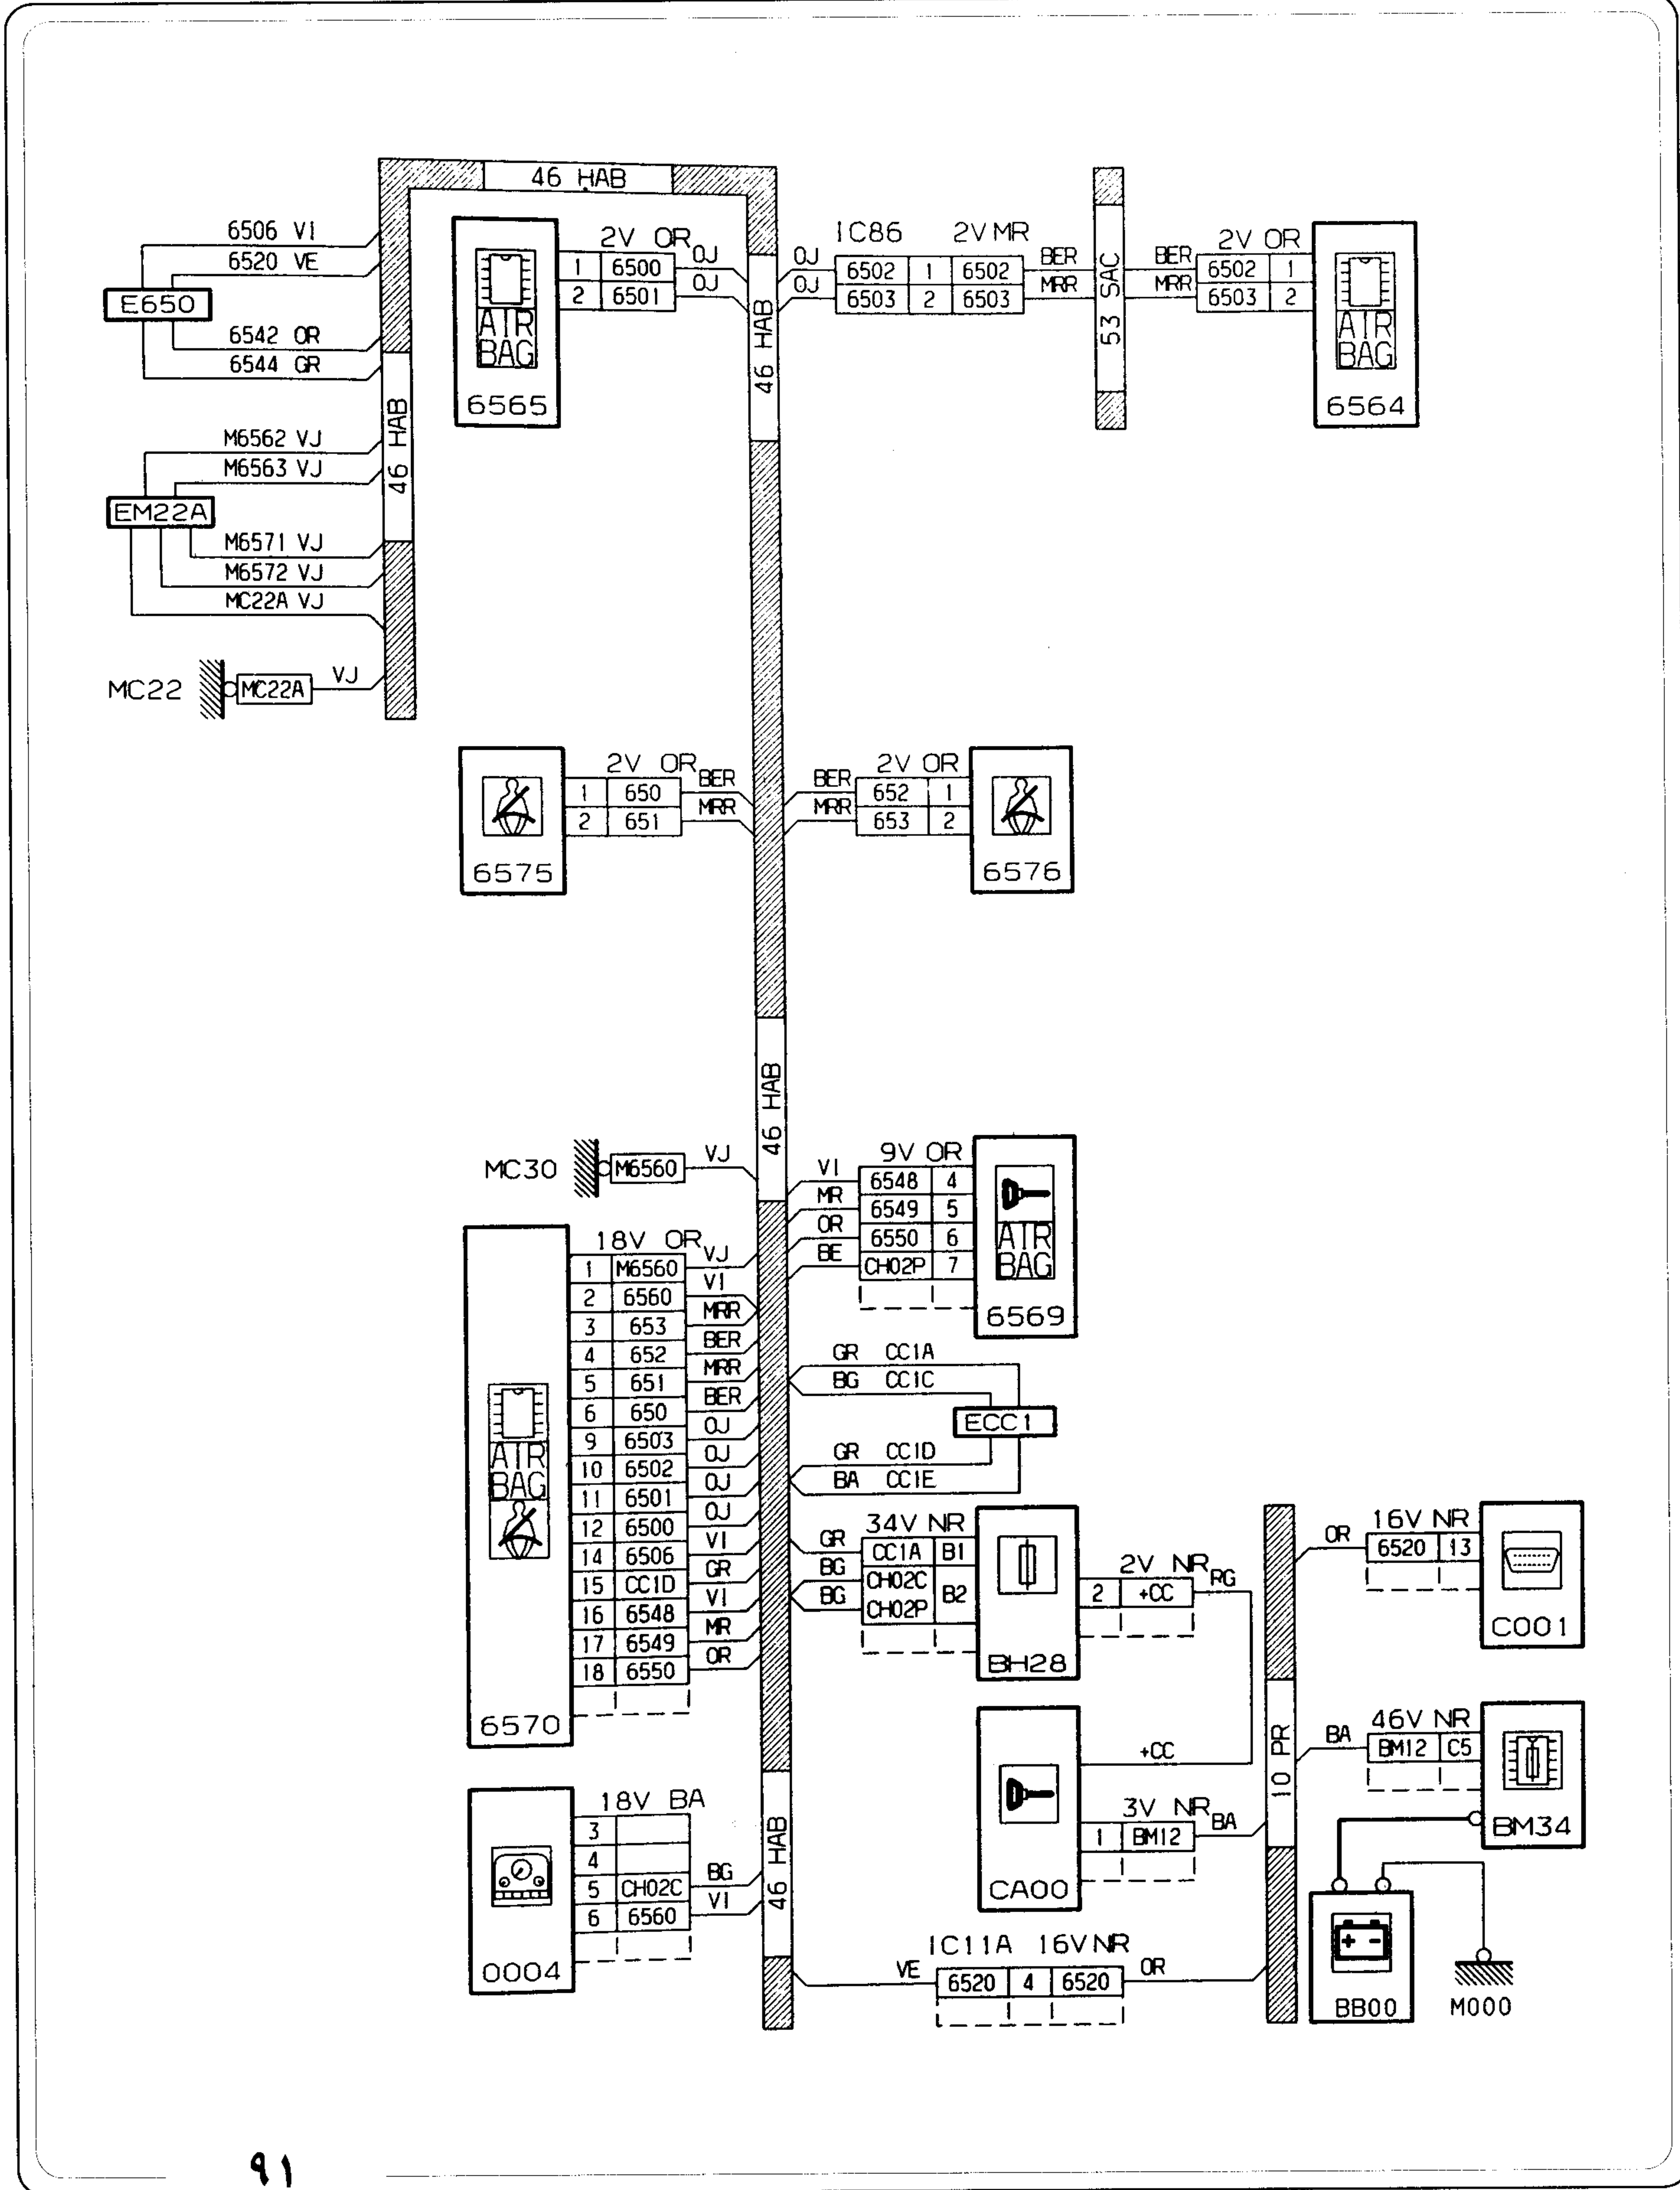 46 HAB
6506 VI
6520 VE
E650
6542 OR
6544 GR
46 HAB
M6562 VJ
M6563 VJ
EM22A
M6571 VJ
M6572 VJ
MC22A VJ
MC22 MC22A VJ
2V OR
1 6500 OJ
2 6501 OJ
AIR
BAG
6565
46 HAB
IC86 2V MR
OJ 6502 1 6502 BER
OJ 6503 2 6503 MRR
53 SAC
2V OR
BER 6502 1
MRR 6503 2
AIR
BAG
6564
2V OR
1 650 BER
2 651 MRR
6575
2V OR
BER 652 1
MRR 653 2
6576
46 HAB
MC30 M6560 VJ
9V OR
VI 6548 4
MR 6549 5
OR 6550 6
BE CH02P 7
AIR
BAG
6569
18V OR
1 M6560 VJ
2 6560 VI
3 653 MRR
4 652 BER
5 651 MRR
6 650 BER
9 6503 OJ
10 6502 OJ
11 6501 OJ
12 6500 OJ
14 6506 VI
15 CC1D GR
16 6548 VI
17 6549 MR
18 6550 OR
AIR
BAG
6570
GR CC1A
BG CC1C
ECC1
GR CC1D
BA CC1E
34V NR
GR CC1A B1
BG CH02C B2
BG CH02P
BH28
2V NR
2 +CC RG
+CC
3V NR
1 BM12 BA
CA00
10 PR
16V NR
OR 6520 13
C001
46V NR
BA BM12 C5
BM34
+ -
BB00
M000
18V BA
3
4
5 CH02C BG
6 6560 VI
0004
46 HAB
IC11A 16V NR
VE 6520 4 6520 OR
91